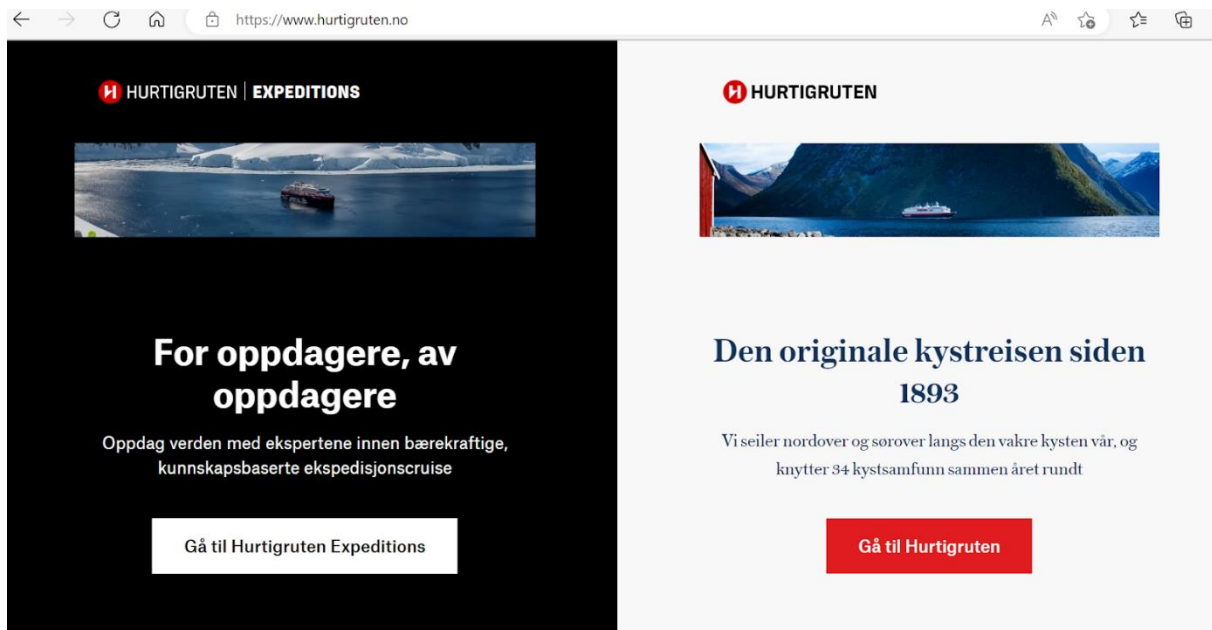 https://www.hurtigruten.no
HURTIGRUTEN | EXPEDITIONS
For oppdagere, av
oppdagere
Oppdag verden med ekspertene innen bærekraftige,
kunnskapsbaserte ekspedisjonscruise
Gå til Hurtigruten Expeditions
HURTIGRUTEN
Den originale kystreisen siden
1893
Vi seiler nordover og sørover langs den vakre kysten vår, og
knytter 34 kystsamfunn sammen året rundt
Gå til Hurtigruten